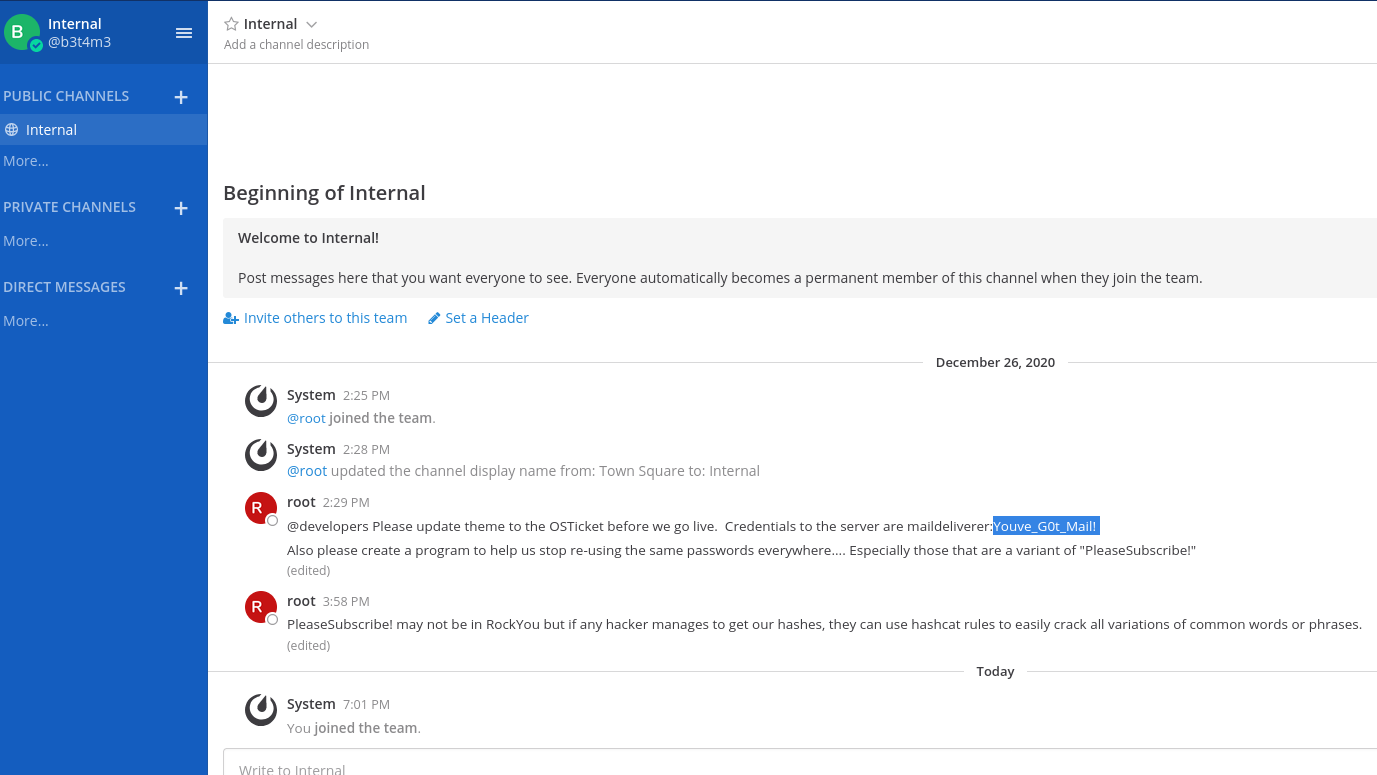 B
Internal
@b3t4m3
PUBLIC CHANNELS
Internal
More...
PRIVATE CHANNELS
More...
DIRECT MESSAGES
More...
Internal
Add a channel description
Beginning of Internal
Welcome to Internal!
Post messages here that you want everyone to see. Everyone automatically becomes a permanent member of this channel when they join the team.
Invite others to this team Set a Header
December 26, 2020
System 2:25 PM
@root joined the team.
System 2:28 PM
@root updated the channel display name from: Town Square to: Internal
R
root 2:29 PM
@developers Please update theme to the OSTicket before we go live. Credentials to the server are maildeliverer:Youve_G0t_Mail!
Also please create a program to help us stop re-using the same passwords everywhere.... Especially those that are a variant of "PleaseSubscribe!"
(edited)
R
root 3:58 PM
PleaseSubscribe! may not be in RockYou but if any hacker manages to get our hashes, they can use hashcat rules to easily crack all variations of common words or phrases.
(edited)
Today
System 7:01 PM
You joined the team.
Write to Internal